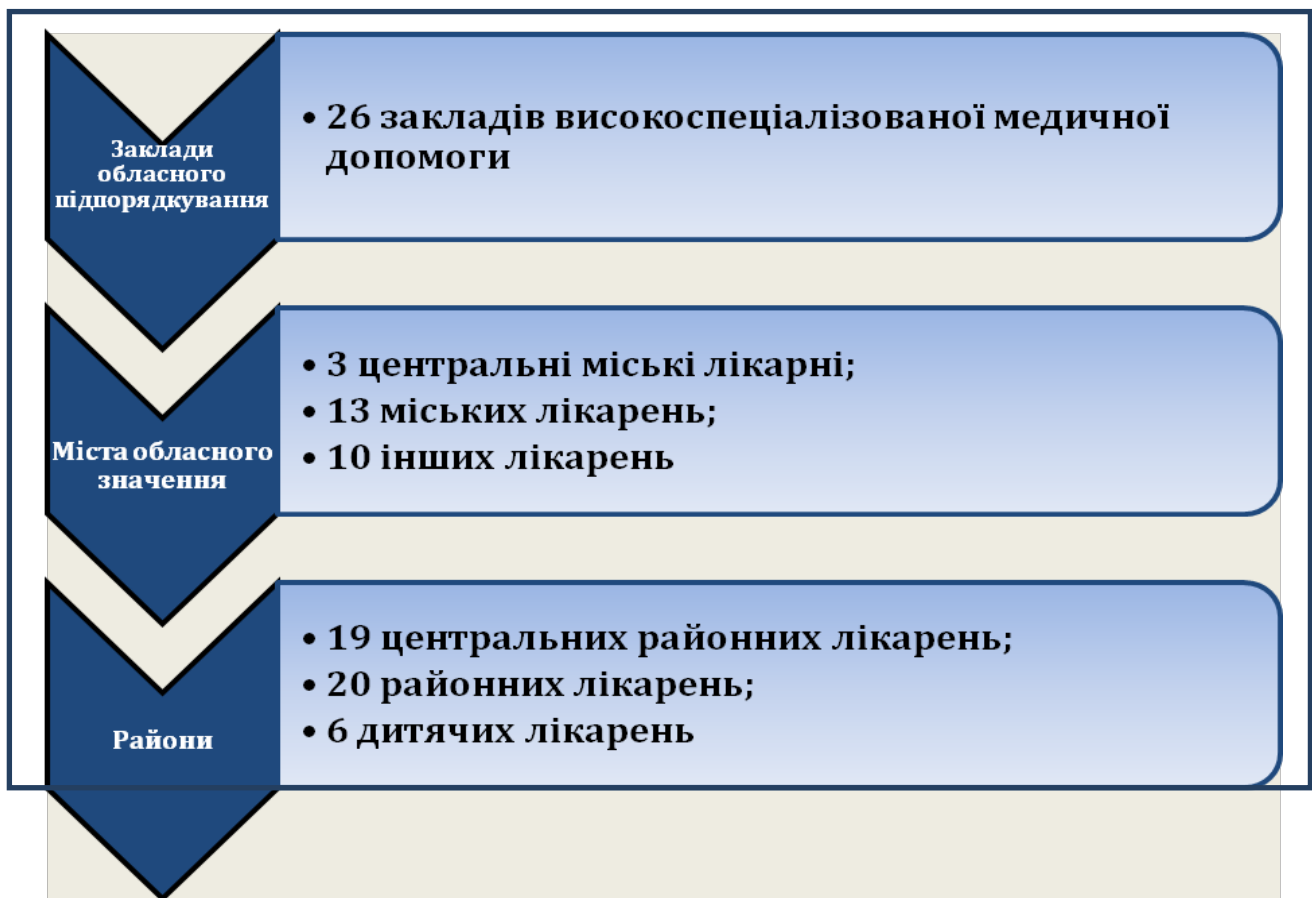 Заклади
обласного
підпорядкування
• 26 закладів високоспеціалізованої медичної
допомоги
Міста обласного
значення
• 3 центральні міські лікарні;
• 13 міських лікарень;
• 10 інших лікарень
Райони
• 19 центральних районних лікарень;
• 20 районних лікарень;
• 6 дитячих лікарень